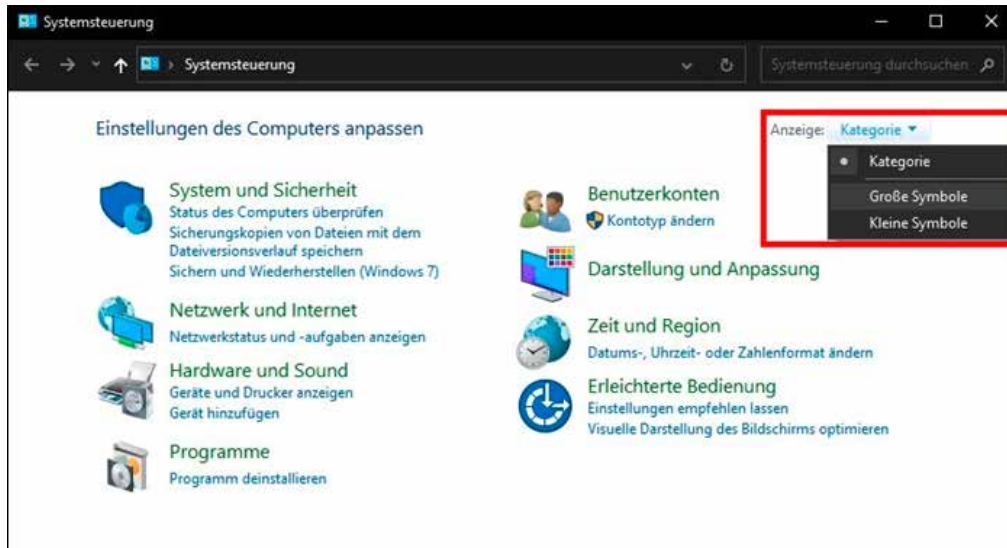 Systemsteuerung
Systemsteuerung
Systemsteuerung durchsuchen
Einstellungen des Computers anpassen
Anzeige: Kategorie
Kategorie
Große Symbole
Kleine Symbole
System und Sicherheit
Status des Computers überprüfen
Sicherungskopien von Dateien mit dem
Dateiversionsverlauf speichern
Sichern und Wiederherstellen (Windows 7)
Netzwerk und Internet
Netzwerkstatus und -aufgaben anzeigen
Hardware und Sound
Geräte und Drucker anzeigen
Gerät hinzufügen
Programme
Programm deinstallieren
Benutzerkonten
Kontotyp ändern
Darstellung und Anpassung
Zeit und Region
Datums-, Uhrzeit- oder Zahlenformat ändern
Erleichterte Bedienung
Einstellungen empfehlen lassen
Visuelle Darstellung des Bildschirms optimieren